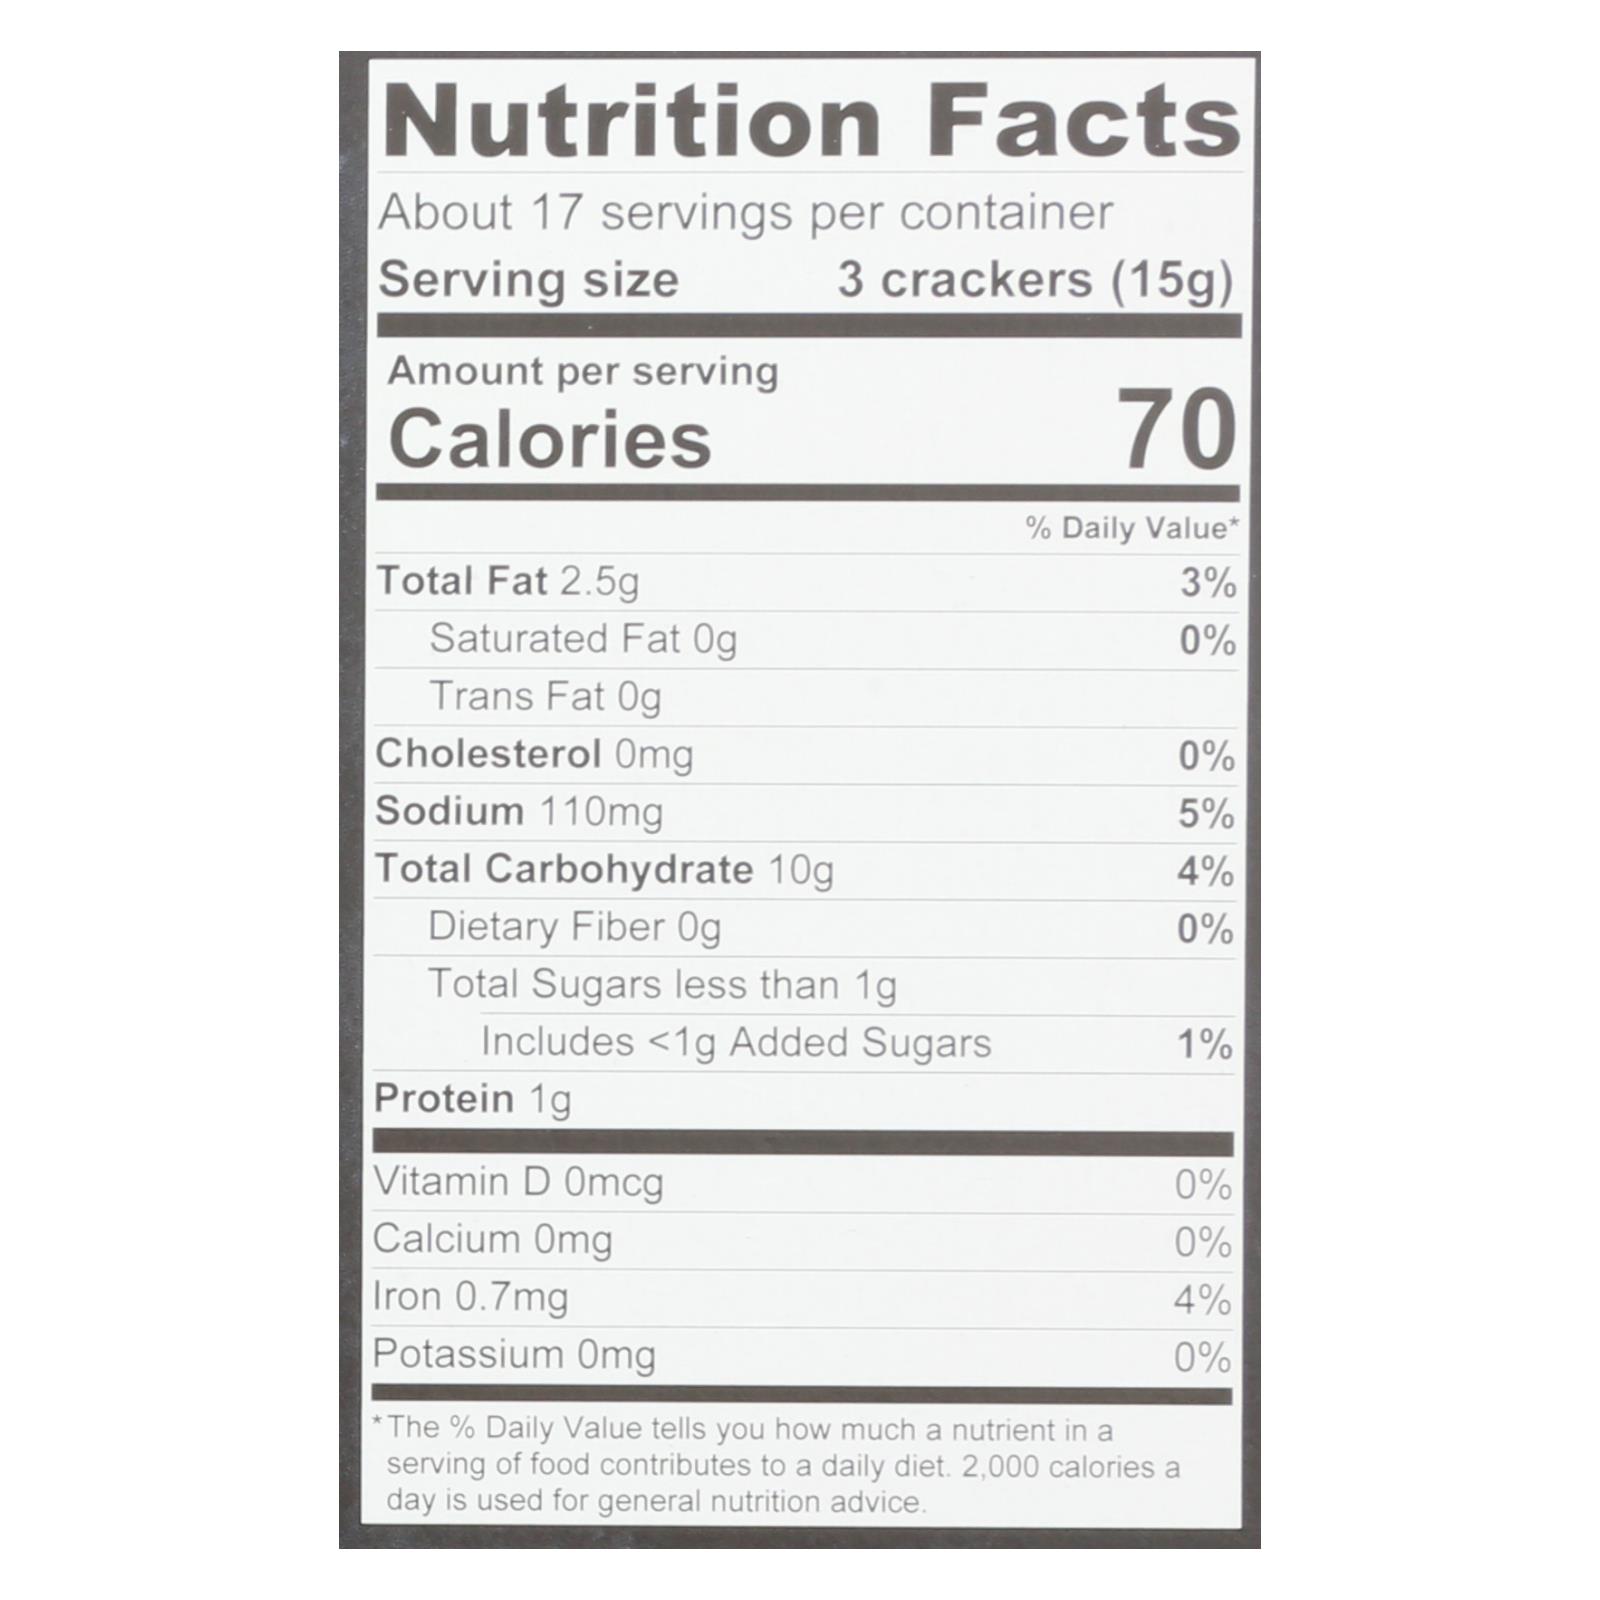 Nutrition Facts
About 17 servings per container
Serving size 3 crackers (15g)
Amount per serving
Calories 70
% Daily Value*
Total Fat 2.5g 3%
Saturated Fat 0g 0%
Trans Fat 0g
Cholesterol 0mg 0%
Sodium 110mg 5%
Total Carbohydrate 10g 4%
Dietary Fiber 0g 0%
Total Sugars less than 1g
Includes <1g Added Sugars 1%
Protein 1g
Vitamin D 0mcg 0%
Calcium 0mg 0%
Iron 0.7mg 4%
Potassium 0mg 0%
*The % Daily Value tells you how much a nutrient in a
serving of food contributes to a daily diet. 2,000 calories a
day is used for general nutrition advice.